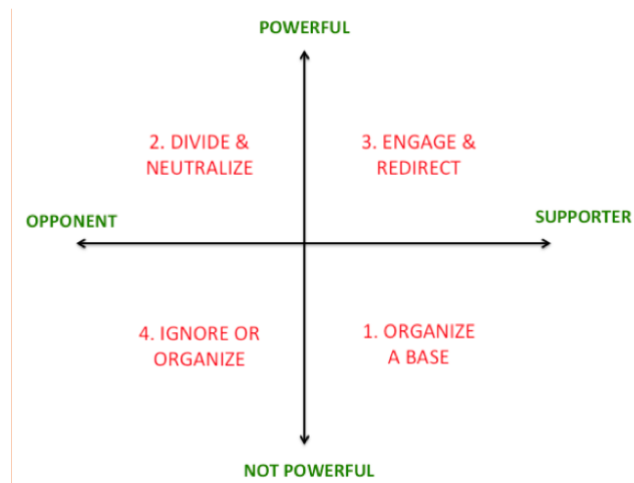 POWERFUL
2. DIVIDE &
NEUTRALIZE
3. ENGAGE &
REDIRECT
OPPONENT
SUPPORTER
4. IGNORE OR
ORGANIZE
1. ORGANIZE
A BASE
NOT POWERFUL